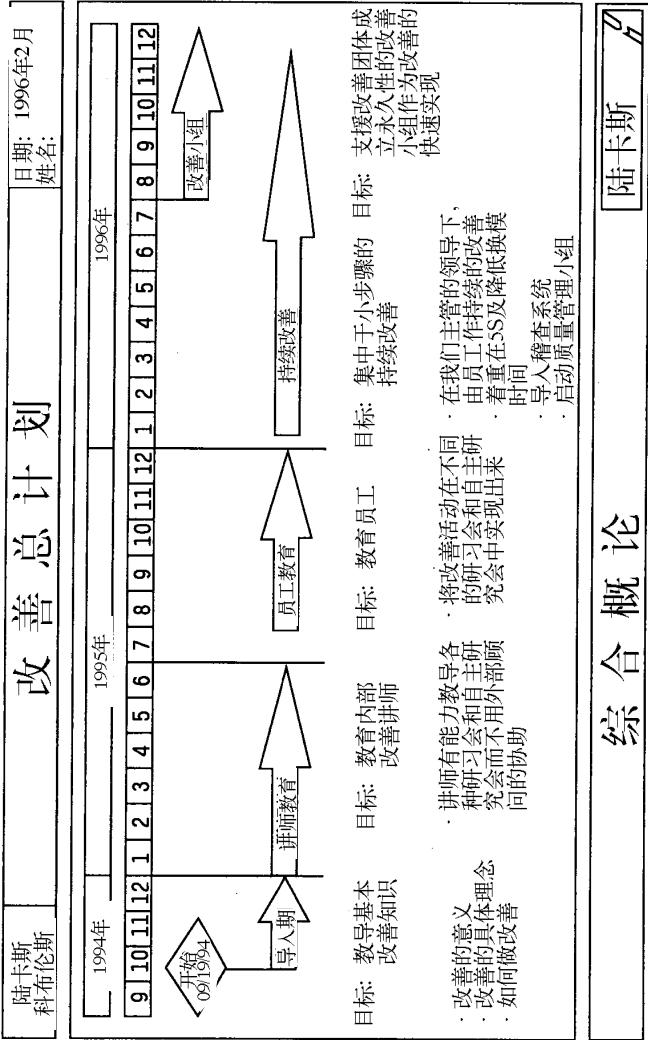 陆卡斯
科布伦斯
改善总计划
日期: 1996年2月
姓名:
1994年
1995年
1996年
9 10 11 12 1 2 3 4 5 6 7 8 9 10 11 12 1 2 3 4 5 6 7 8 9 10 11 12
开始
09/19/94
导入期
讲师教育
员工教育
持续改善
改善小组
目标: 教导基本
改善知识
· 改善的意义
· 改善的具体理念
· 如何做改善
目标: 教育内部
改善讲师
· 讲师有能力教导各
种研习会和自主研
究会而不用外部顾
问的协助
目标: 教育员工
· 将改善活动在不同
的研习会和自主研
究会中实现出来
目标: 集中于小步骤的
持续改善
· 在我们主管的领导下,
由员工作持续的改善
· 着重在5S及降低换模
时间
· 导入稽查系统
· 启动质量管理小组
目标: 支援改善团体成
立永久性的改善
小组作为改善的
快速实现
综合概论
陆卡斯